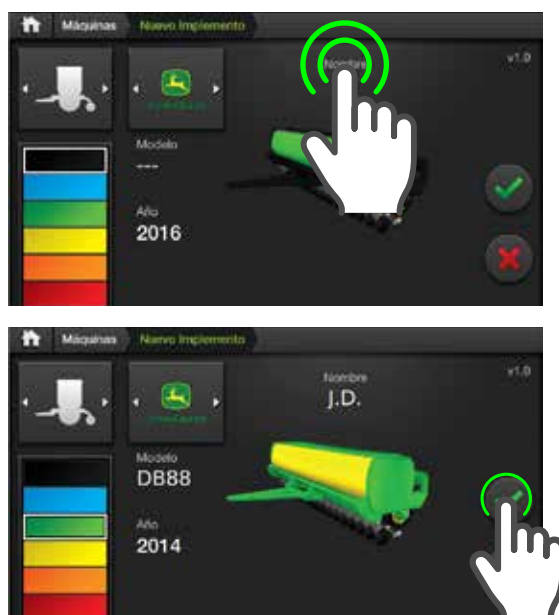 Máquinas
Nuevo Implemento
Nombre
v1.0
Modelo
---
Año
2016
Máquinas
Nuevo Implemento
Nombre
J.D.
v1.0
Modelo
DB88
Año
2014